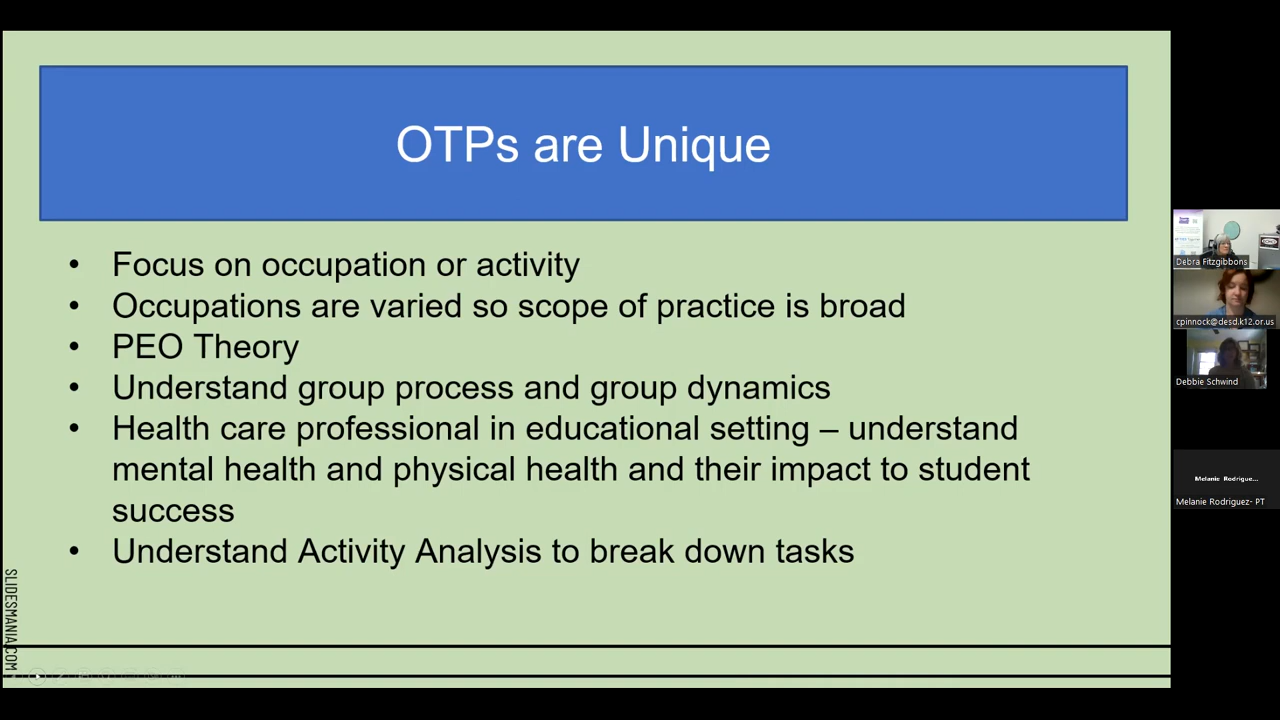 OTPs are Unique
• Focus on occupation or activity
• Occupations are varied so scope of practice is broad
• PEO Theory
• Understand group process and group dynamics
• Health care professional in educational setting – understand
mental health and physical health and their impact to student
success
• Understand Activity Analysis to break down tasks
SLIDESMANIA.COM
Debra Fitzgibbons
cpinnock@desd.k12.or.us
Debbie Schwind
Melanie Rodrigue...
Melanie Rodriguez- PT